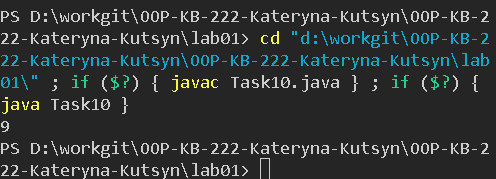 PS D:\workgit\OOP-KB-222-Kateryna-Kutsyn\OOP-KB-2
22-Kateryna-Kutsyn\lab01> cd "d:\workgit\OOP-KB-2
22-Kateryna-Kutsyn\OOP-KB-222-Kateryna-Kutsyn\lab
01\" ; if ($?) { javac Task10.java } ; if ($?) {
java Task10 }
9
PS D:\workgit\OOP-KB-222-Kateryna-Kutsyn\OOP-KB-2
22-Kateryna-Kutsyn\lab01>